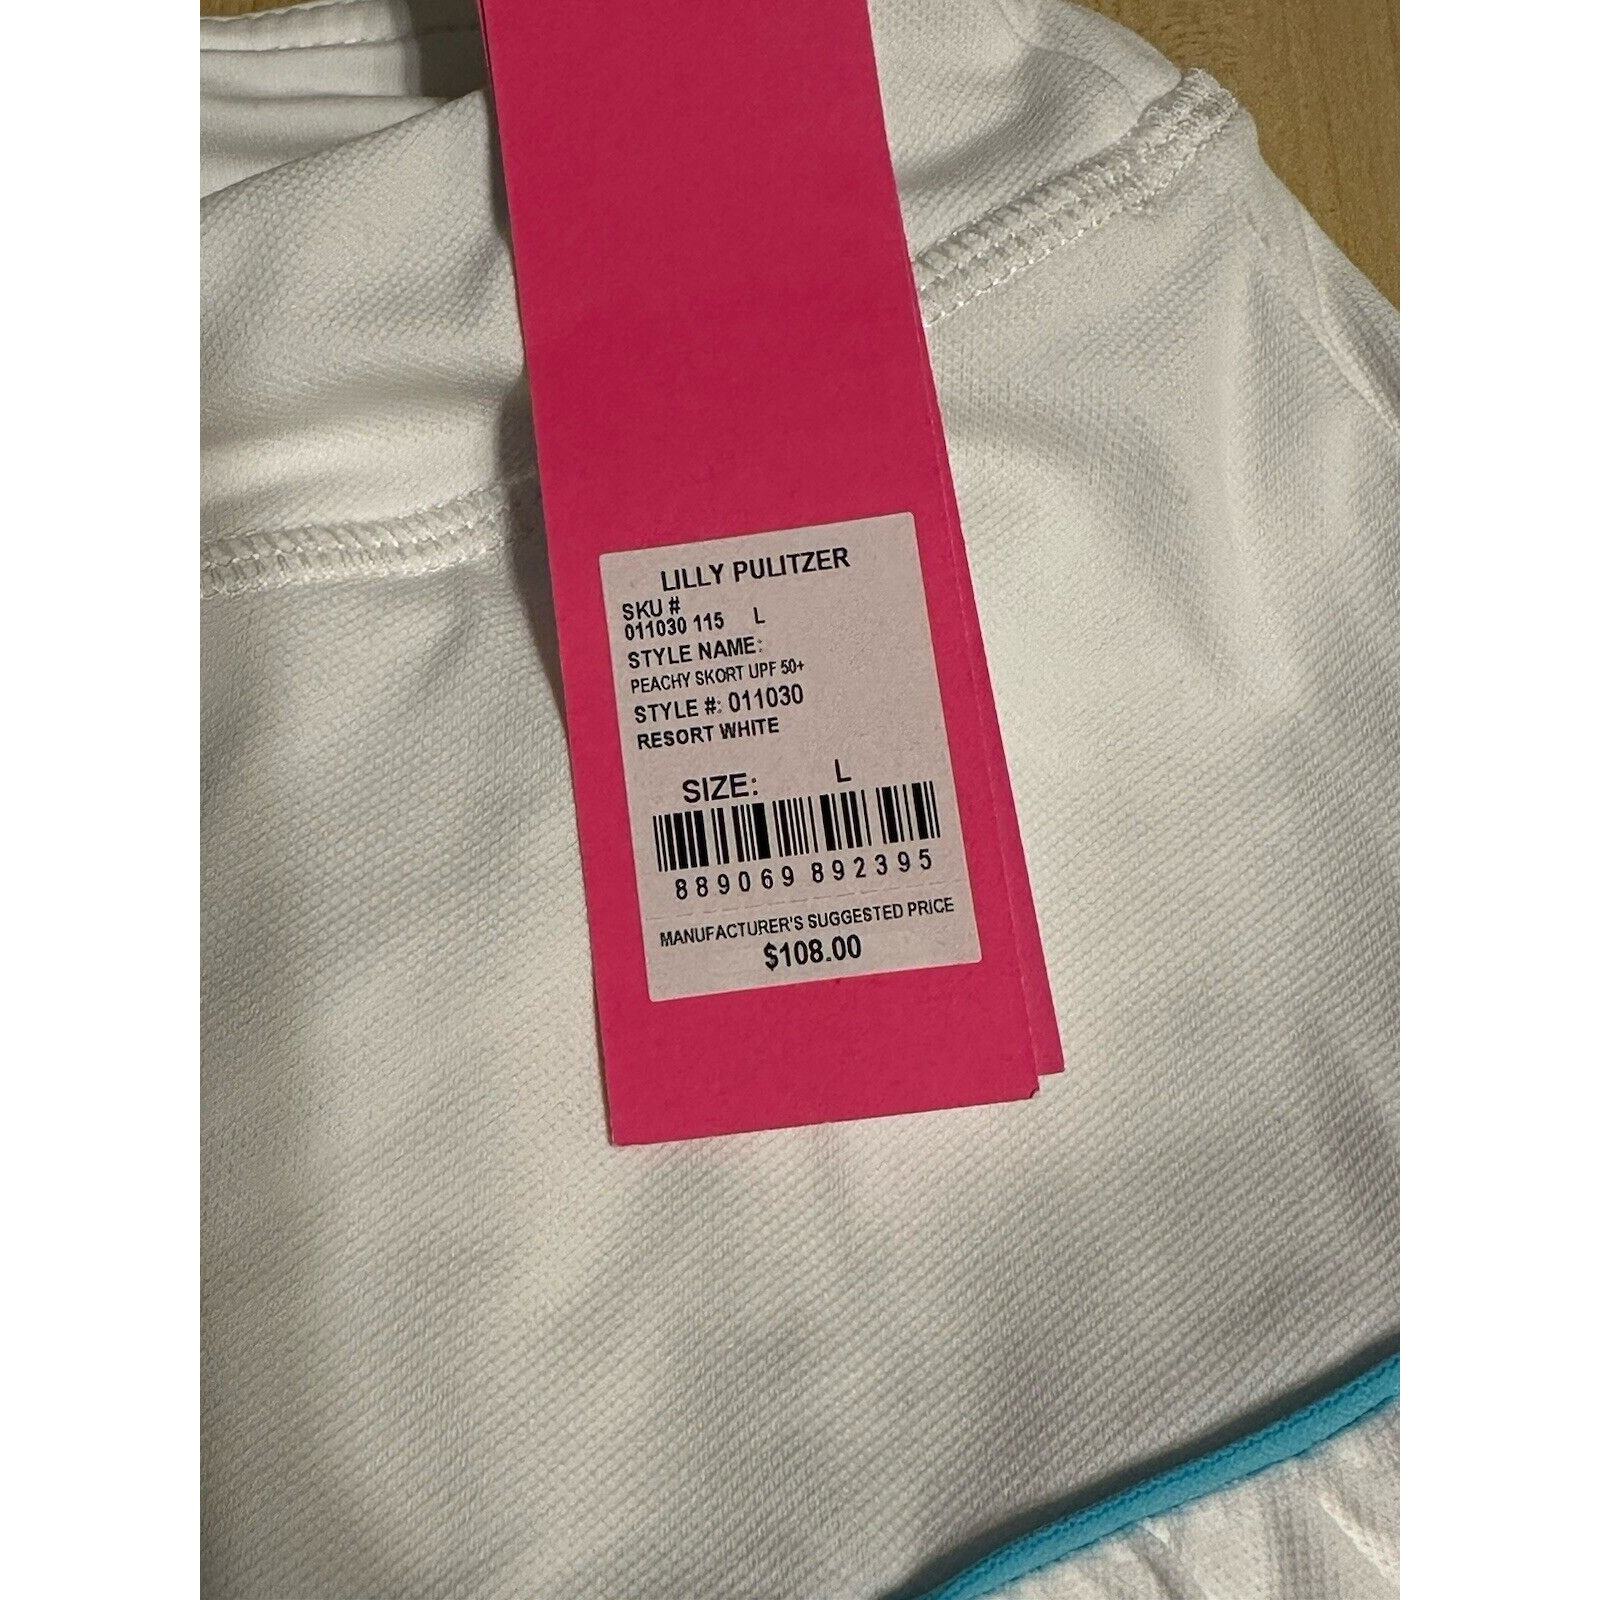 LILLY PULITZER
SKU #
011030 115 L
STYLE NAME:
PEACHY SKORT UPF 50+
STYLE #: 011030
RESORT WHITE
SIZE: L
889069 892395
MANUFACTURER'S SUGGESTED PRICE
$108.00